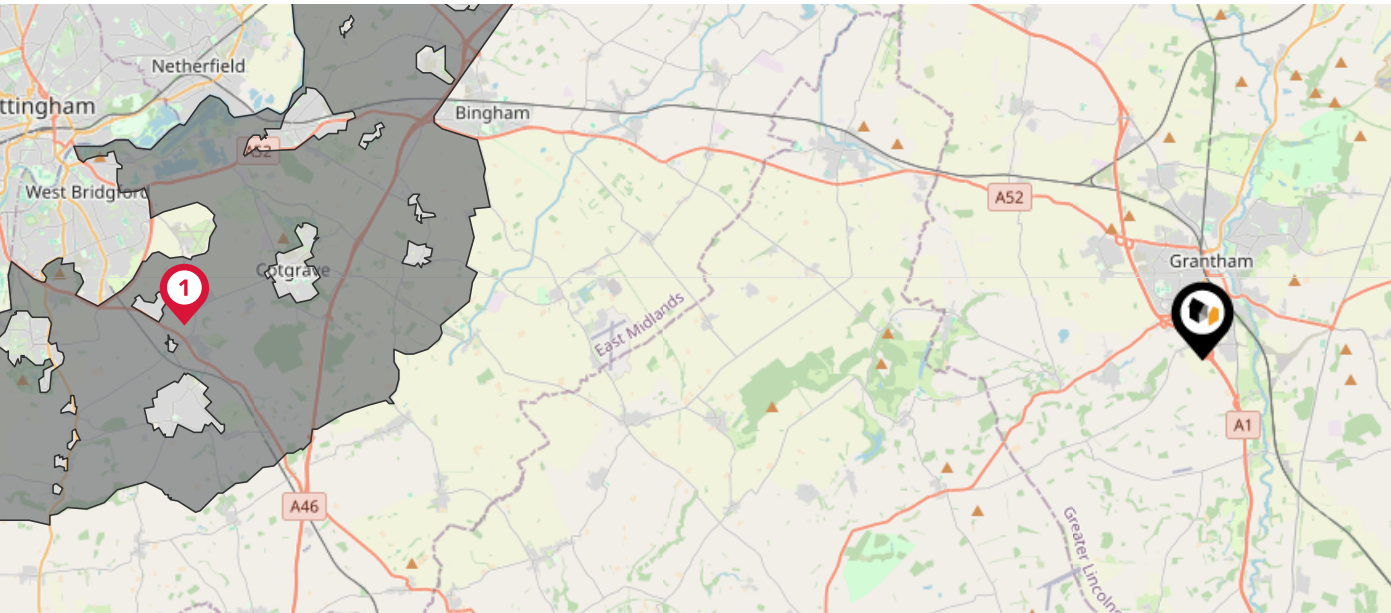 Netherfield
ttingham
Bingham
A52
West Bridgford
A52
Grantham
Cotgrave
1
East Midlands
A1
A46
Greater Lincoln